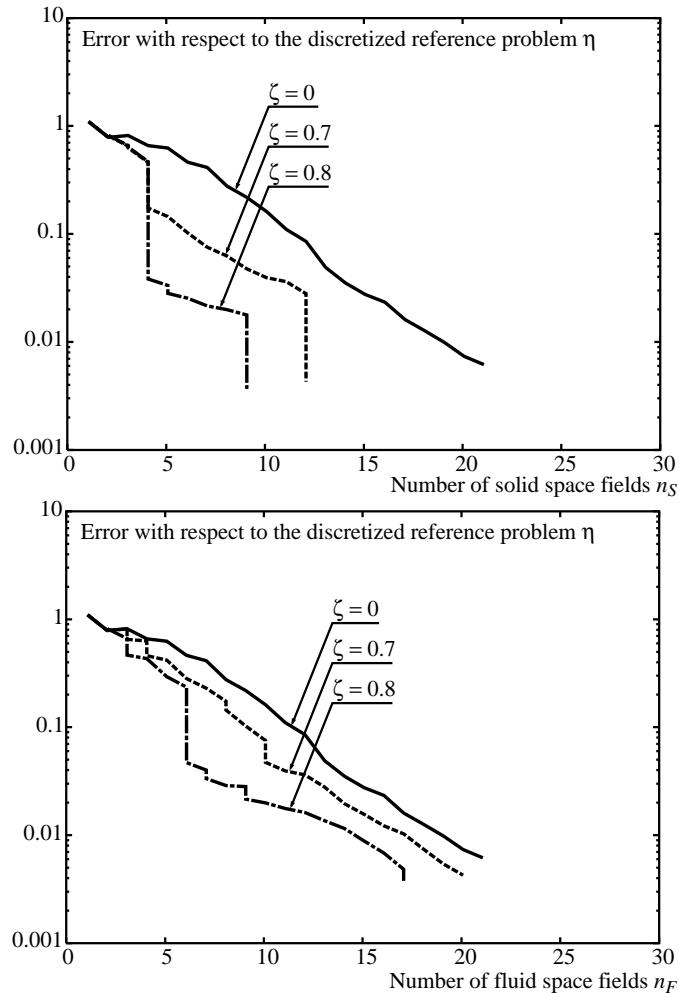 10
Error with respect to the discretized reference problem η
ζ = 0
1
ζ = 0.7
ζ = 0.8
0.1
0.01
0.001
0 5 10 15 20 25 30
Number of solid space fields n_S
10
Error with respect to the discretized reference problem η
ζ = 0
1
ζ = 0.7
ζ = 0.8
0.1
0.01
0.001
0 5 10 15 20 25 30
Number of fluid space fields n_F